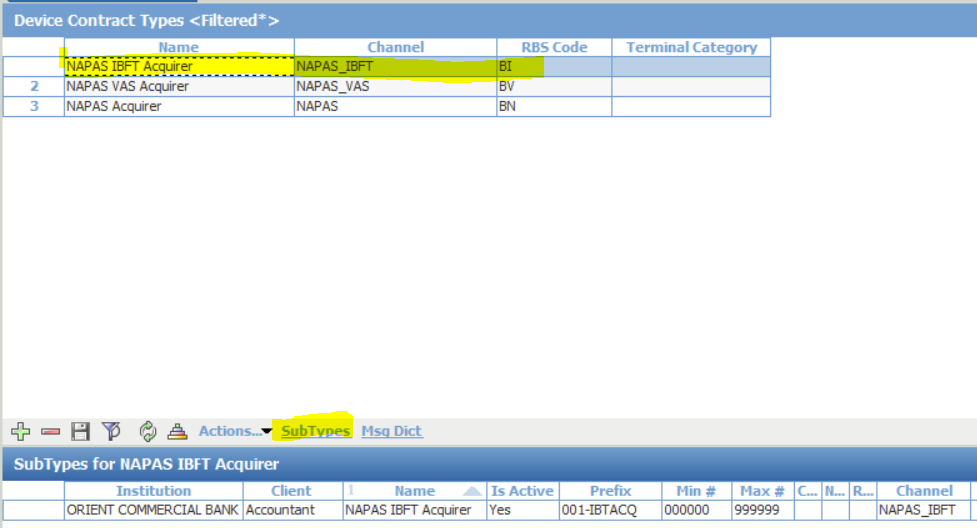 Device Contract Types <Filtered*>
Name Channel RBS Code Terminal Category
NAPAS IBFT Acquirer NAPAS_IBFT BI
2 NAPAS VAS Acquirer NAPAS_VAS BV
3 NAPAS Acquirer NAPAS BN
Actions... SubTypes Msg Dict
SubTypes for NAPAS IBFT Acquirer
Institution Client 1 Name Is Active Prefix Min # Max # C... N... R... Channel
ORIENT COMMERCIAL BANK Accountant NAPAS IBFT Acquirer Yes 001-IBTACQ 000000 999999 NAPAS_IBFT